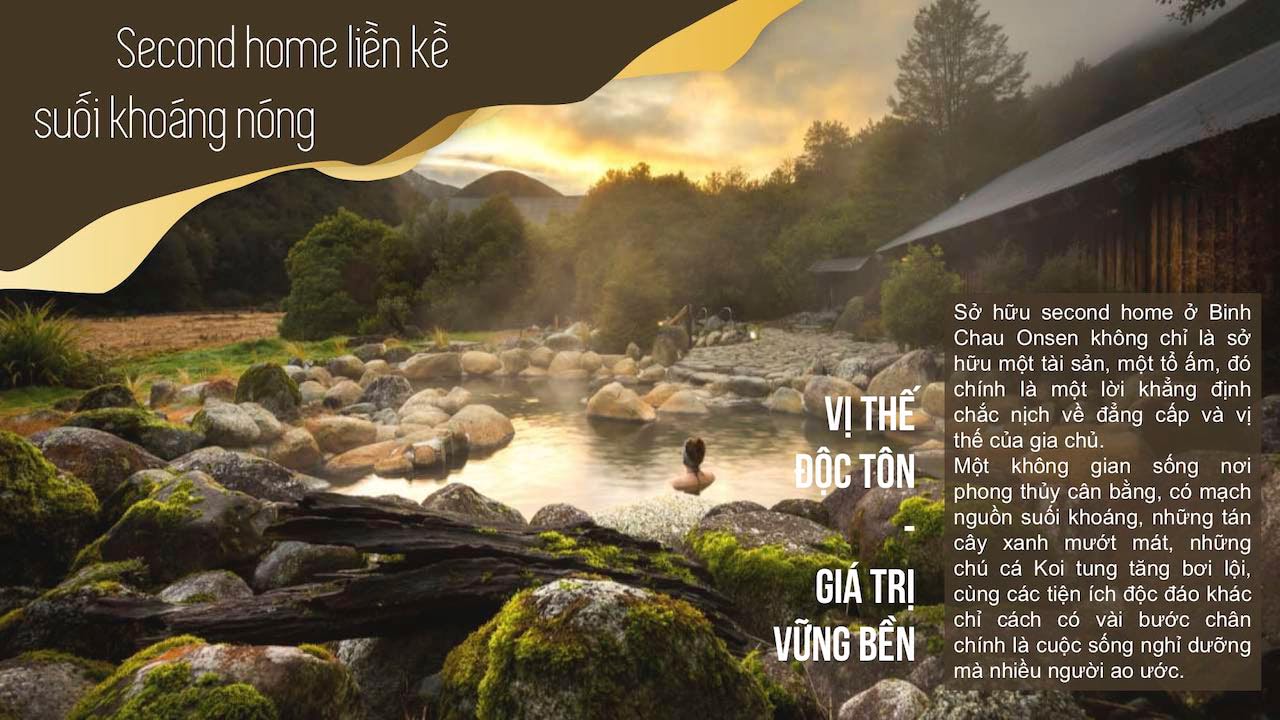 Second home liền kề
suối khoáng nóng
VỊ THẾ
ĐỘC TÔN
-
GIÁ TRỊ
VỮNG BỀN
Sở hữu second home ở Binh
Chau Onsen không chỉ là sở
hữu một tài sản, một tổ ấm, đó
chính là một lời khẳng định
chắc nịch về đẳng cấp và vị
thế của gia chủ.
Một không gian sống nơi
phong thủy cân bằng, có mạch
nguồn suối khoáng, những tán
cây xanh mướt mát, những
chú cá Koi tung tăng bơi lội,
cùng các tiện ích độc đáo khác
chỉ cách có vài bước chân
chính là cuộc sống nghỉ dưỡng
mà nhiều người ao ước.